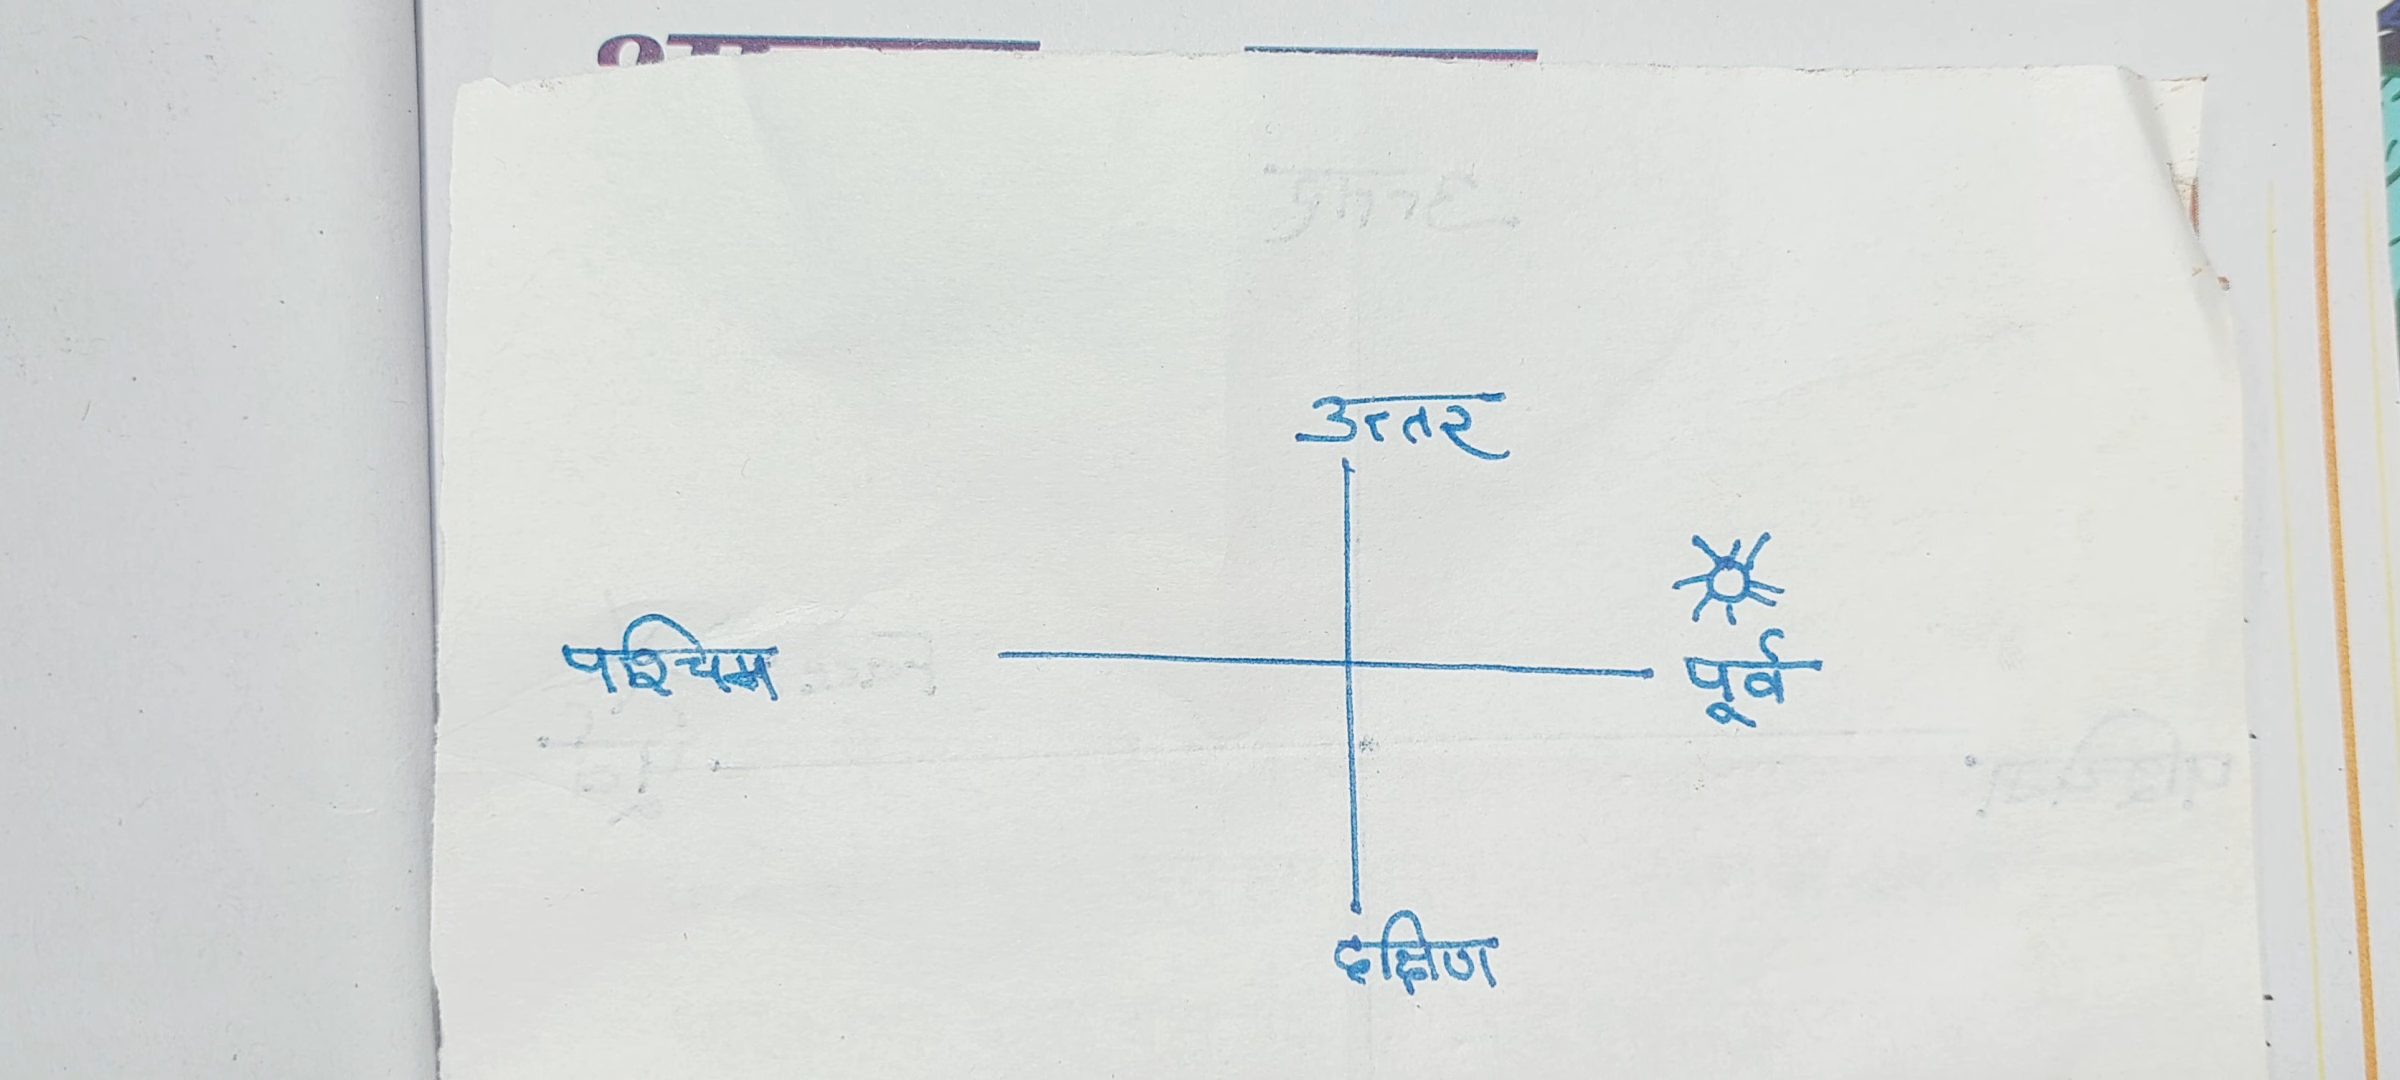 उत्तर
पश्चिम
पूर्व
दक्षिण